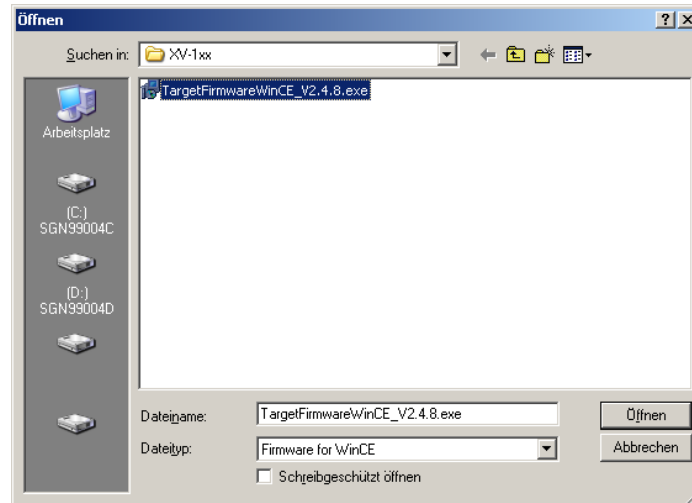 Öffnen
Suchen in: XV-1xx
TargetFirmwareWinCE_V2.4.8.exe
Arbeitsplatz
(C:)
SGN99004C
(D:)
SGN99004D
Dateiname: TargetFirmwareWinCE_V2.4.8.exe Öffnen
Dateityp: Firmware for WinCE Abbrechen
Schreibgeschützt öffnen